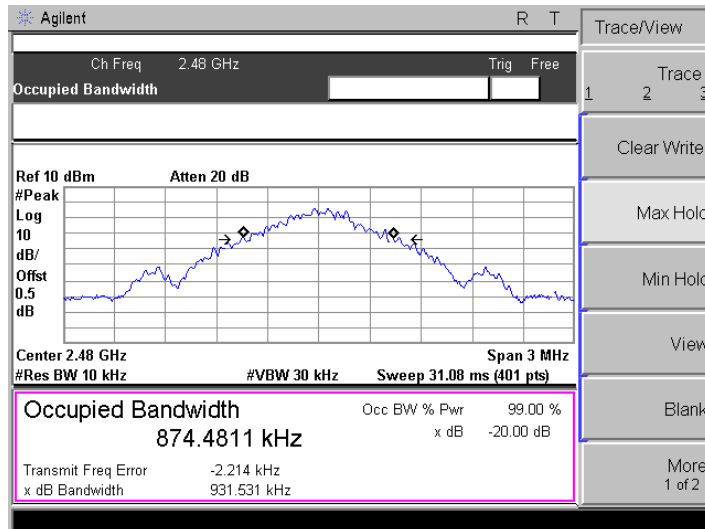 Agilent R T
Ch Freq 2.48 GHz Trig Free
Occupied Bandwidth
Ref 10 dBm Atten 20 dB
#Peak
Log
10
dB/
Offst
0.5
dB
Center 2.48 GHz Span 3 MHz
#Res BW 10 kHz #VBW 30 kHz Sweep 31.08 ms (401 pts)
Occupied Bandwidth Occ BW % Pwr 99.00 %
874.4811 kHz x dB -20.00 dB
Transmit Freq Error -2.214 kHz
x dB Bandwidth 931.531 kHz
Trace/View
Trace
1 2 3
Clear Write
Max Hold
Min Hold
View
Blank
More
1 of 2